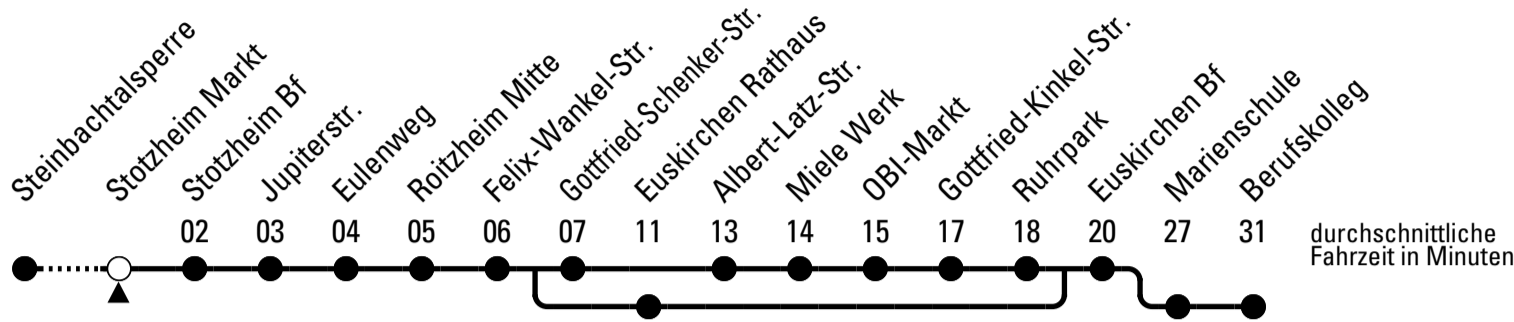 Steinbachtalsperre
Stotzheim Markt
Stotzheim Bf
Jupiterstr.
Eulenweg
Roitzheim Mitte
Felix-Wankel-Str.
Gottfried-Schenker-Str.
Euskirchen Rathaus
Albert-Latz-Str.
Miele Werk
OBI-Markt
Gottfried-Kinkel-Str.
Ruhrpark
Euskirchen Bf
Marienschule
Berufskolleg
02 03 04 05 06 07 11 13 14 15 17 18 20 27 31
durchschnittliche
Fahrzeit in Minuten